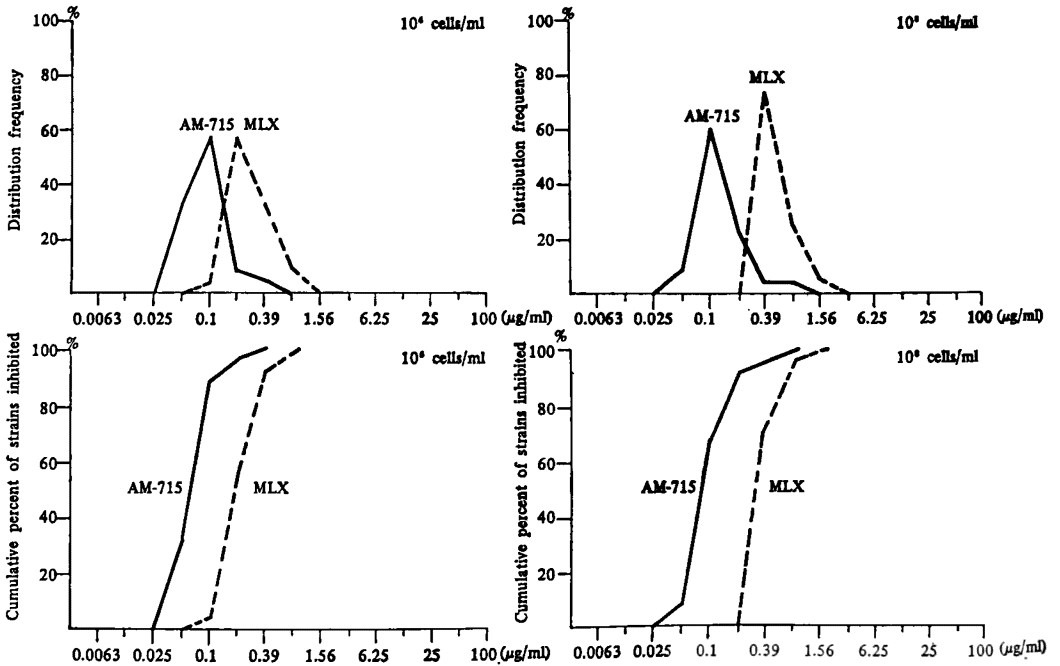 %
10⁶ cells/ml
100
80
60
40
20
Distribution frequency
AM-715 MLX
0.0063 0.025 0.1 0.39 1.56 6.25 25 100 (μg/ml)
%
10⁸ cells/ml
100
80
60
40
20
Distribution frequency
MLX
AM-715
0.0063 0.025 0.1 0.39 1.56 6.25 25 100 (μg/ml)
%
10⁶ cells/ml
100
80
60
40
20
Cumulative percent of strains inhibited
AM-715 MLX
0.0063 0.025 0.1 0.39 1.56 6.25 25 100 (μg/ml)
%
10⁸ cells/ml
100
80
60
40
20
Cumulative percent of strains inhibited
AM-715 MLX
0.0063 0.025 0.1 0.39 1.56 6.25 25 100 (μg/ml)